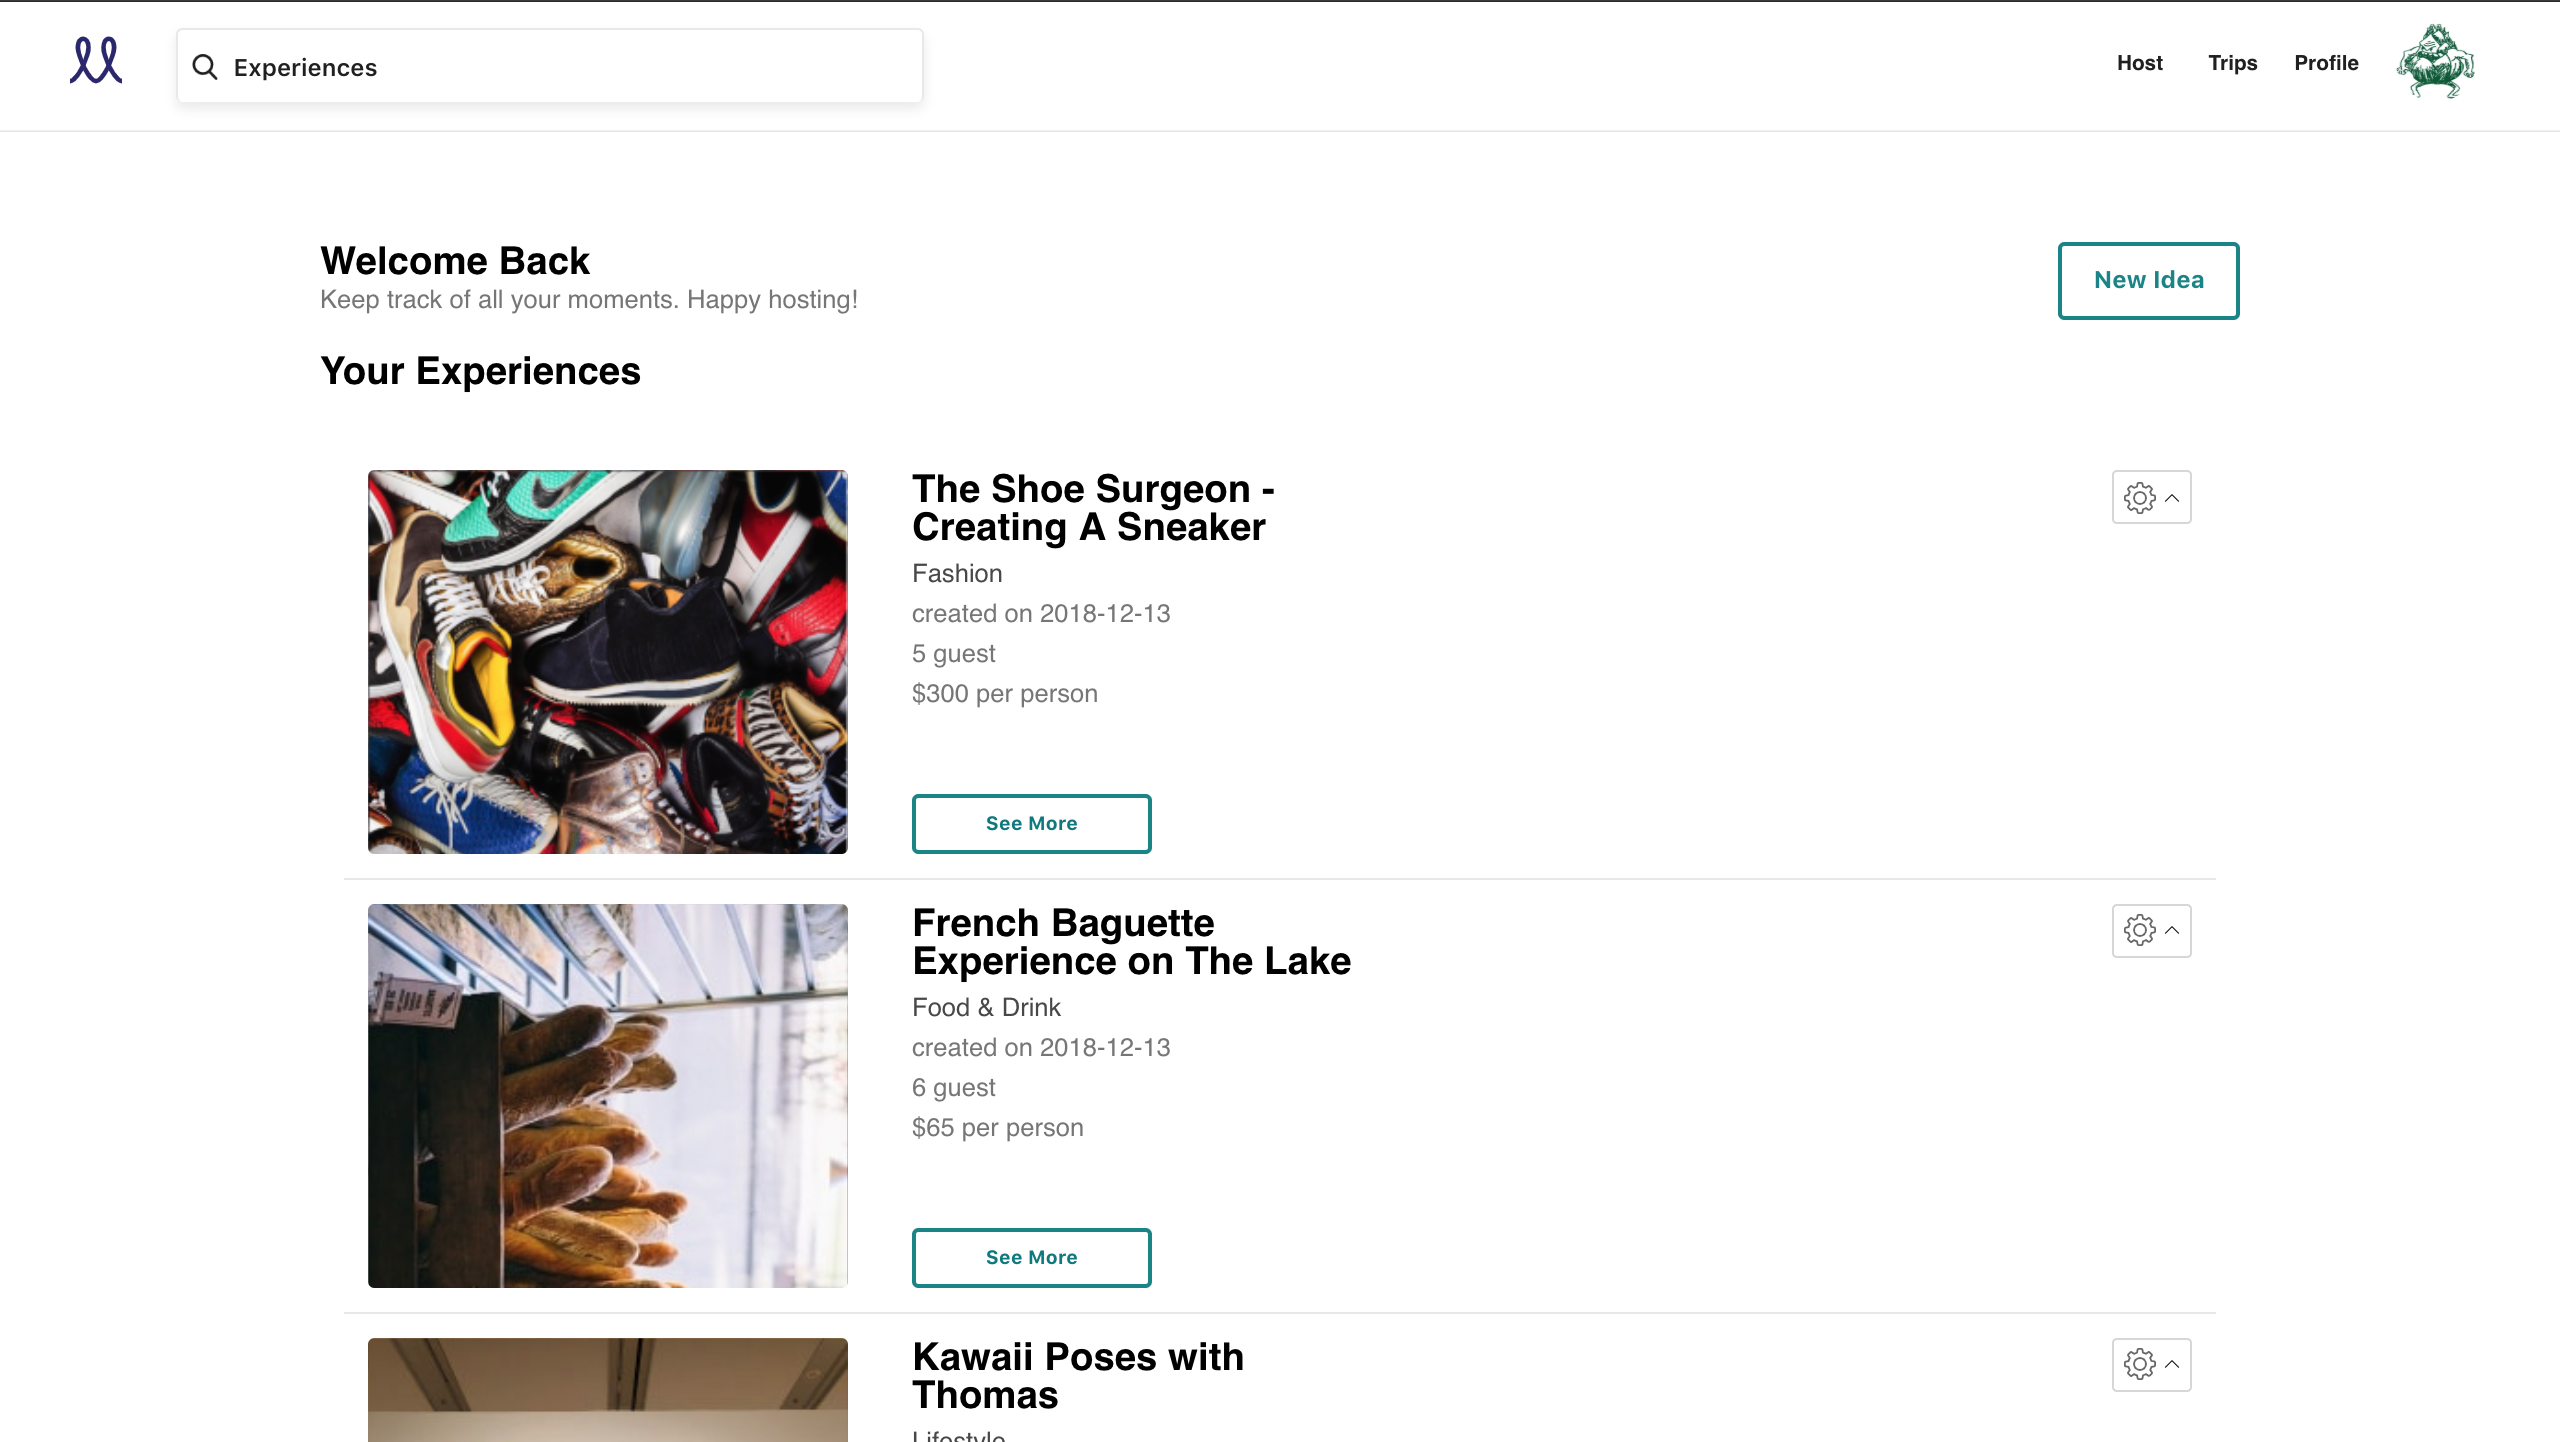 Experiences
Host
Trips
Profile
Welcome Back
Keep track of all your moments. Happy hosting!
New Idea
Your Experiences
The Shoe Surgeon -
Creating A Sneaker
Fashion
created on 2018-12-13
5 guest
$300 per person
See More
French Baguette
Experience on The Lake
Food & Drink
created on 2018-12-13
6 guest
$65 per person
See More
Kawaii Poses with
Thomas
Lifestyle